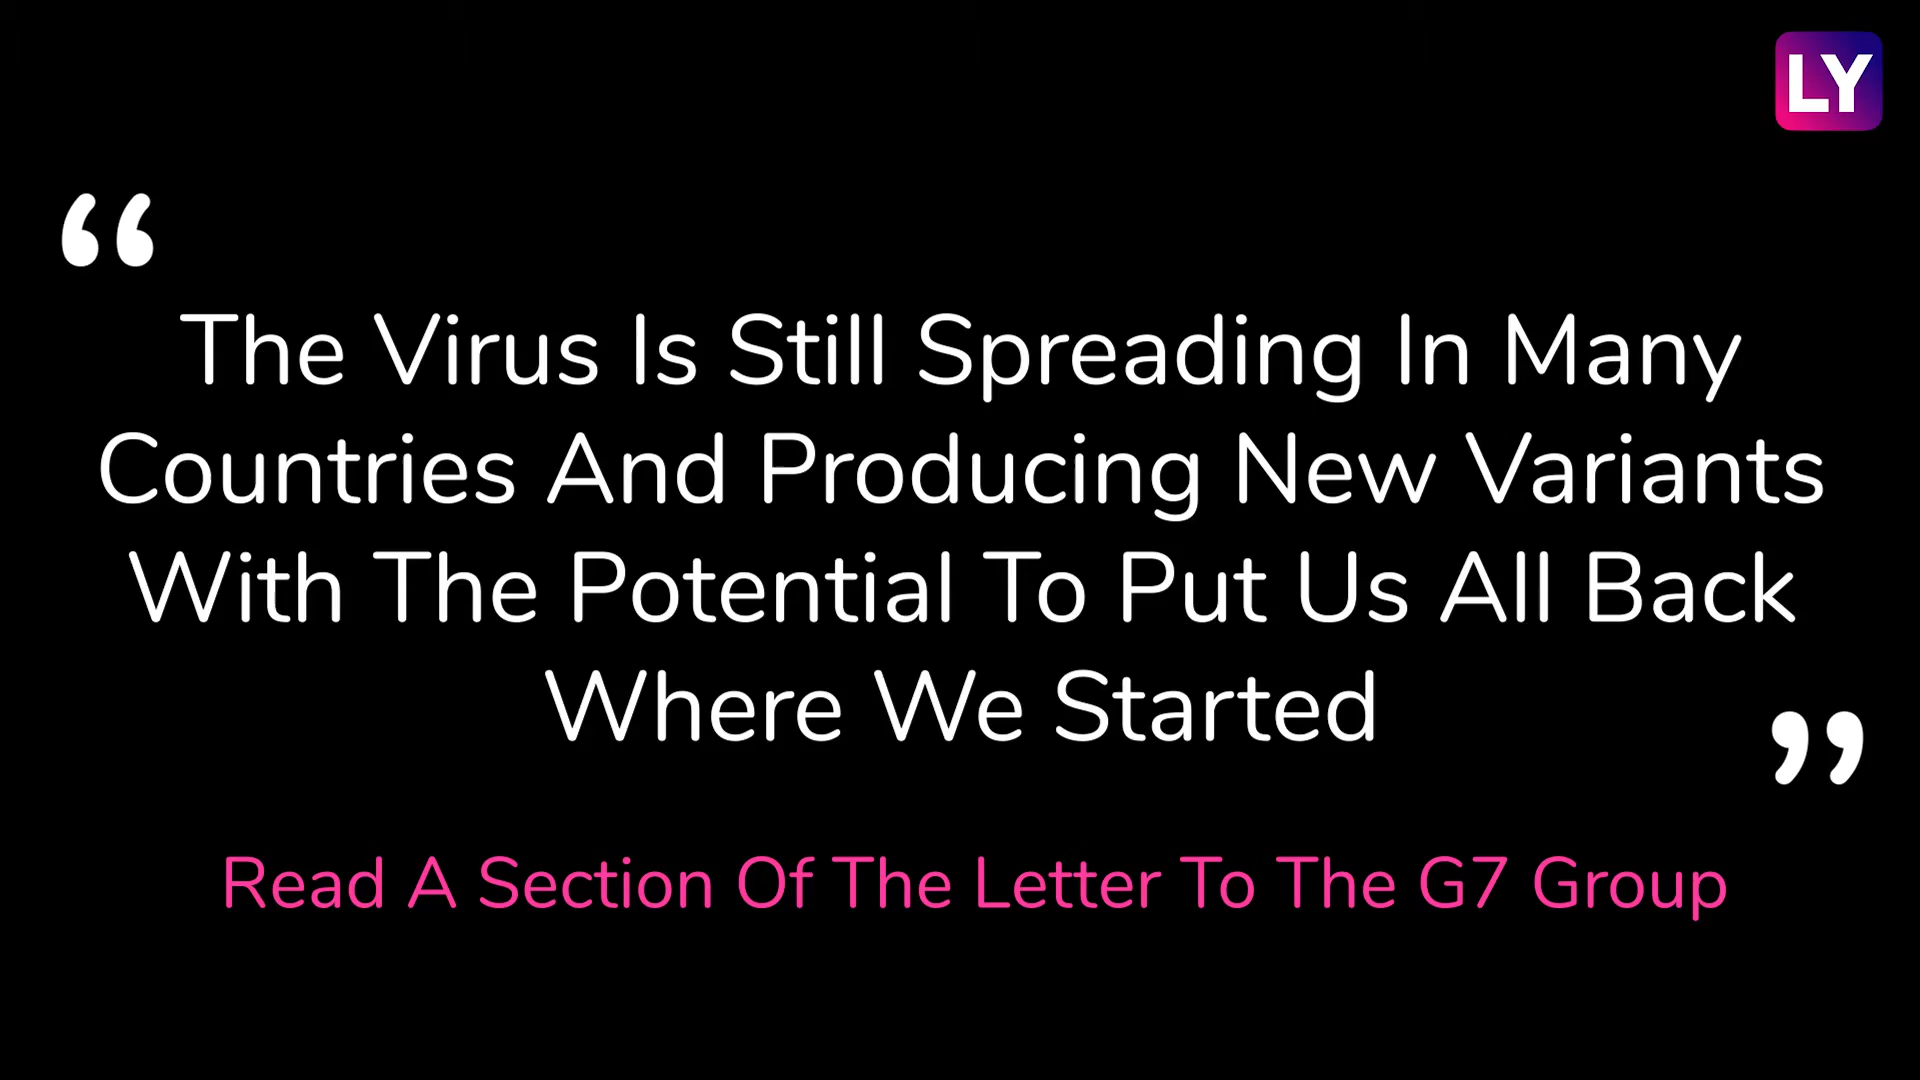 LY
“
The Virus Is Still Spreading In Many
Countries And Producing New Variants
With The Potential To Put Us All Back
Where We Started
”
Read A Section Of The Letter To The G7 Group